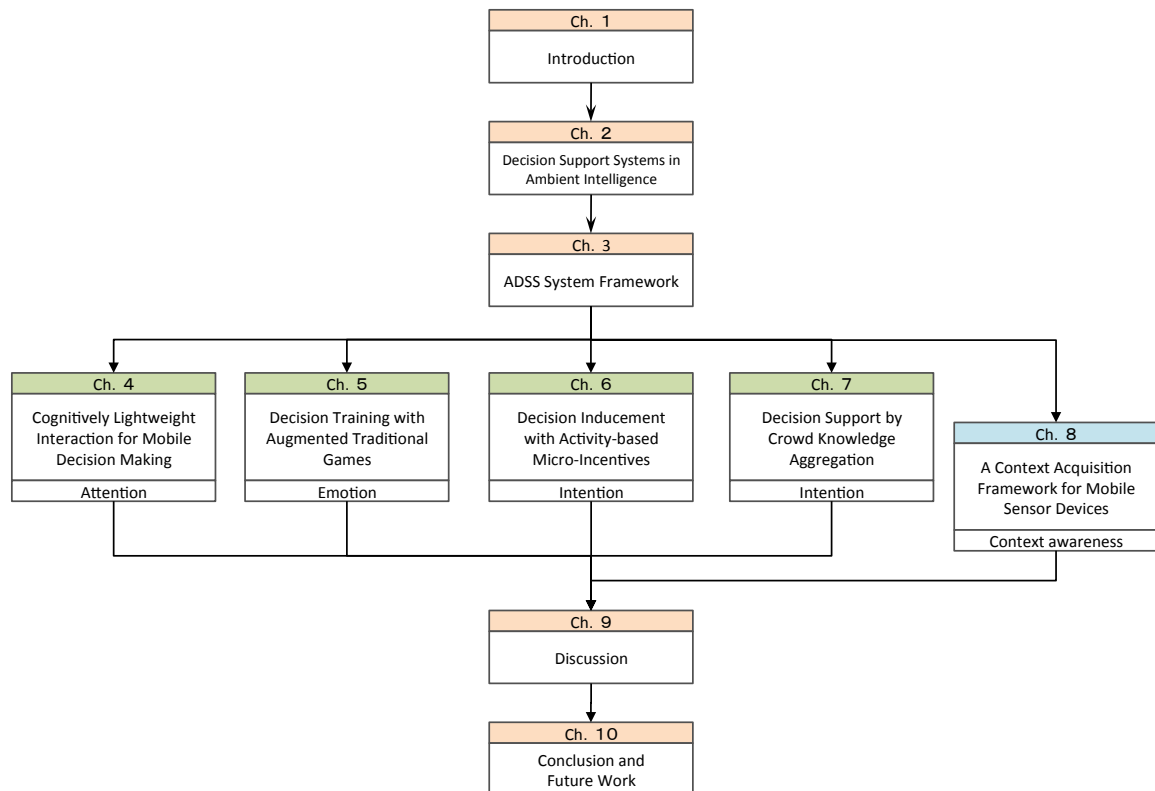 Ch. 1
Introduction
Ch. 2
Decision Support Systems in
Ambient Intelligence
Ch. 3
ADSS System Framework
Ch. 4
Cognitively Lightweight
Interaction for Mobile
Decision Making
Attention
Ch. 5
Decision Training with
Augmented Traditional
Games
Emotion
Ch. 6
Decision Inducement
with Activity-based
Micro-Incentives
Intention
Ch. 7
Decision Support by
Crowd Knowledge
Aggregation
Intention
Ch. 8
A Context Acquisition
Framework for Mobile
Sensor Devices
Context awareness
Ch. 9
Discussion
Ch. 10
Conclusion and
Future Work